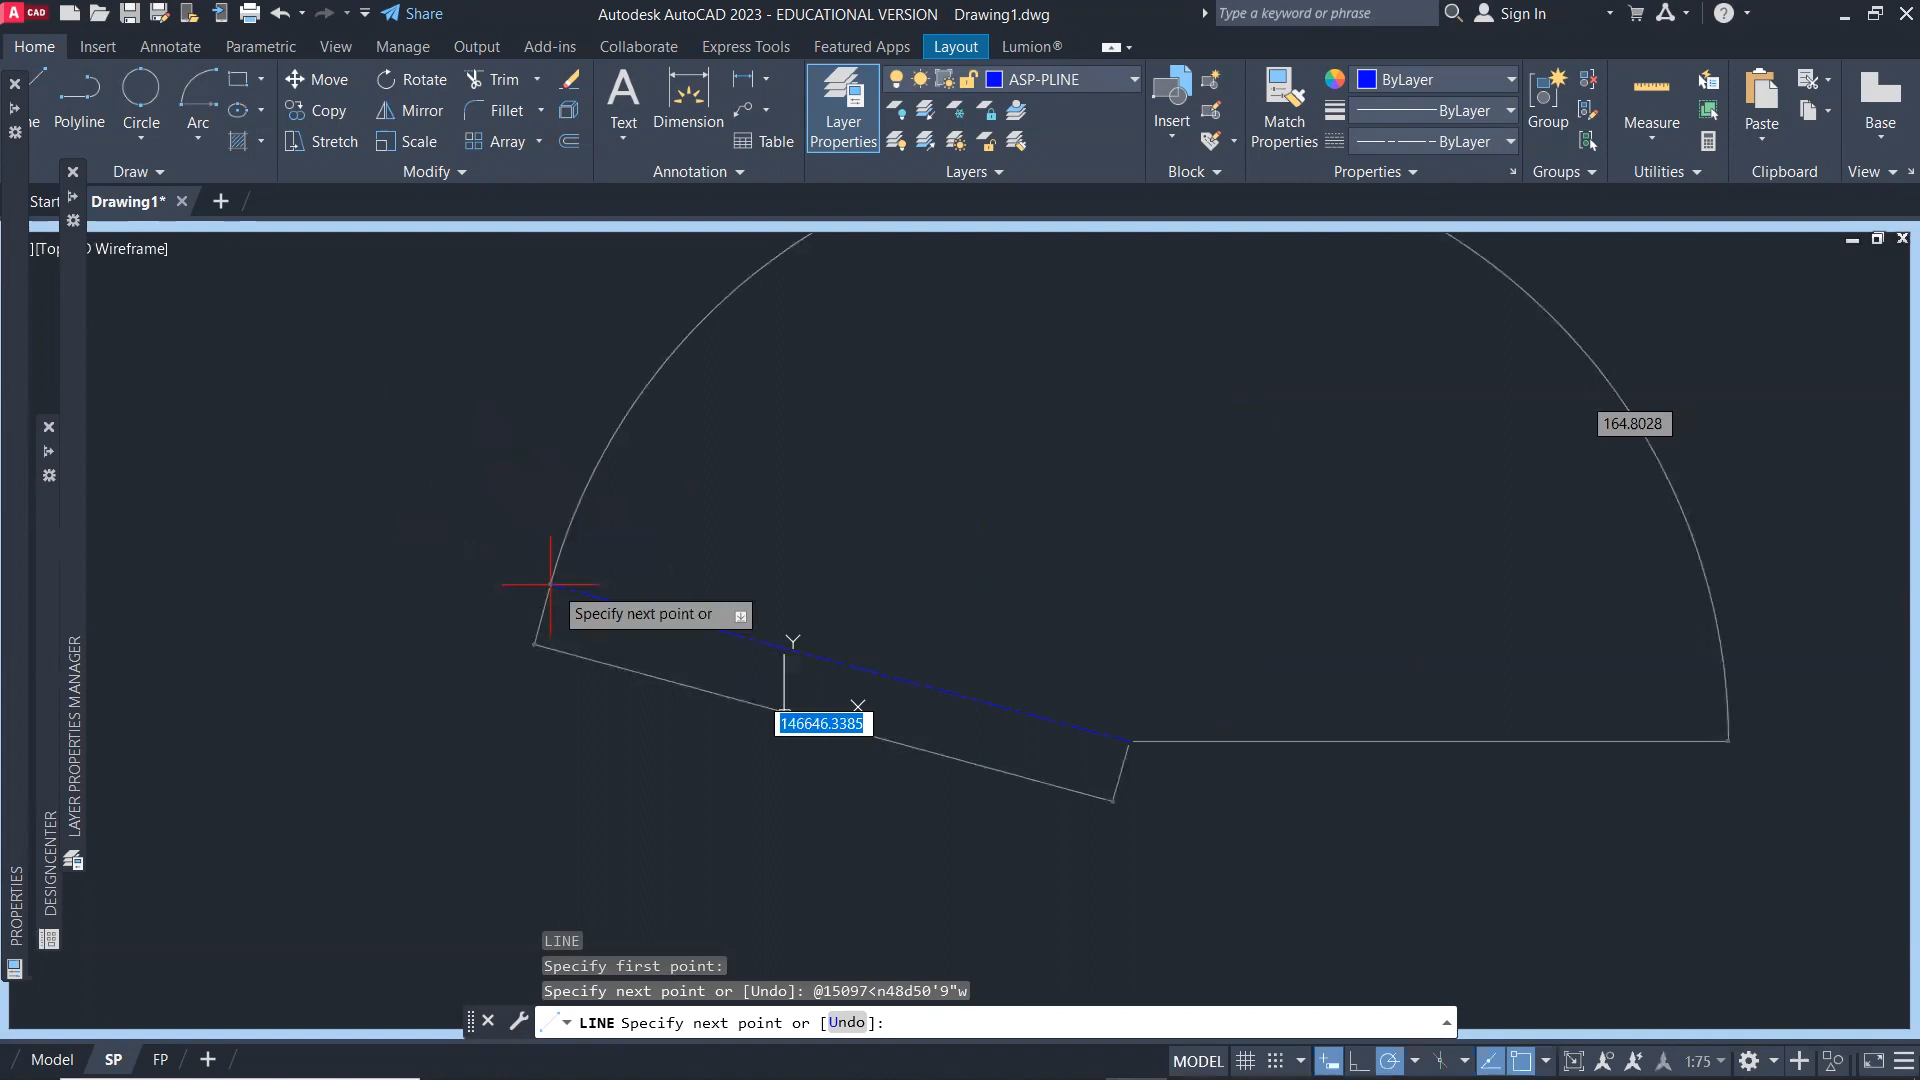 CAD
Share
Autodesk AutoCAD 2023 - EDUCATIONAL VERSION Drawing1.dwg
Type a keyword or phrase
Sign In
Home Insert Annotate Parametric View Manage Output Add-ins Collaborate Express Tools Featured Apps Layout Lumion®
Polyline
Circle
Arc
Move
Rotate
Trim
Copy
Mirror
Fillet
Stretch
Scale
Array
Text
Dimension
Table
Layer
Properties
ASP-PLINE
Insert
Match
Properties
ByLayer
ByLayer
ByLayer
Group
Measure
Paste
Base
Draw
Modify
Annotation
Layers
Block
Properties
Groups
Utilities
Clipboard
View
Start
Drawing1*
][Top
D Wireframe]
164.8028
Specify next point or
Y
X
146646.3385
PROPERTIES
DESIGNCENTER
LAYER PROPERTIES MANAGER
LINE
Specify first point:
Specify next point or [Undo]: @15097<n48d50'9"w
LINE Specify next point or [Undo]:
Model
SP
FP
MODEL
1:75